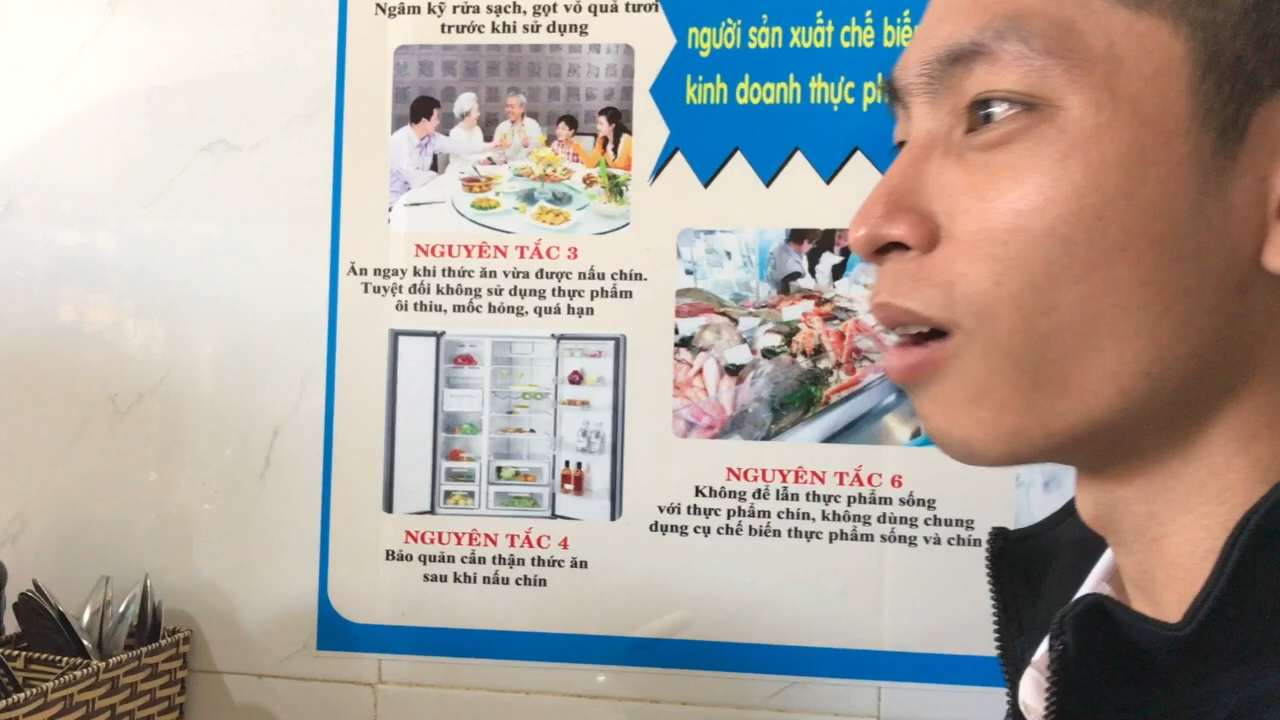 Ngâm kỹ rửa sạch, gọt vỏ quả tươi
trước khi sử dụng
NGUYÊN TẮC 3
Ăn ngay khi thức ăn vừa được nấu chín.
Tuyệt đối không sử dụng thực phẩm
ôi thiu, mốc hỏng, quá hạn
NGUYÊN TẮC 4
Bảo quản cẩn thận thức ăn
sau khi nấu chín
người sản xuất chế biến
kinh doanh thực
NGUYÊN TẮC 6
Không để lẫn thực phẩm sống
với thực phẩm chín, không dùng chung
dụng cụ chế biến thực phẩm sống và chín